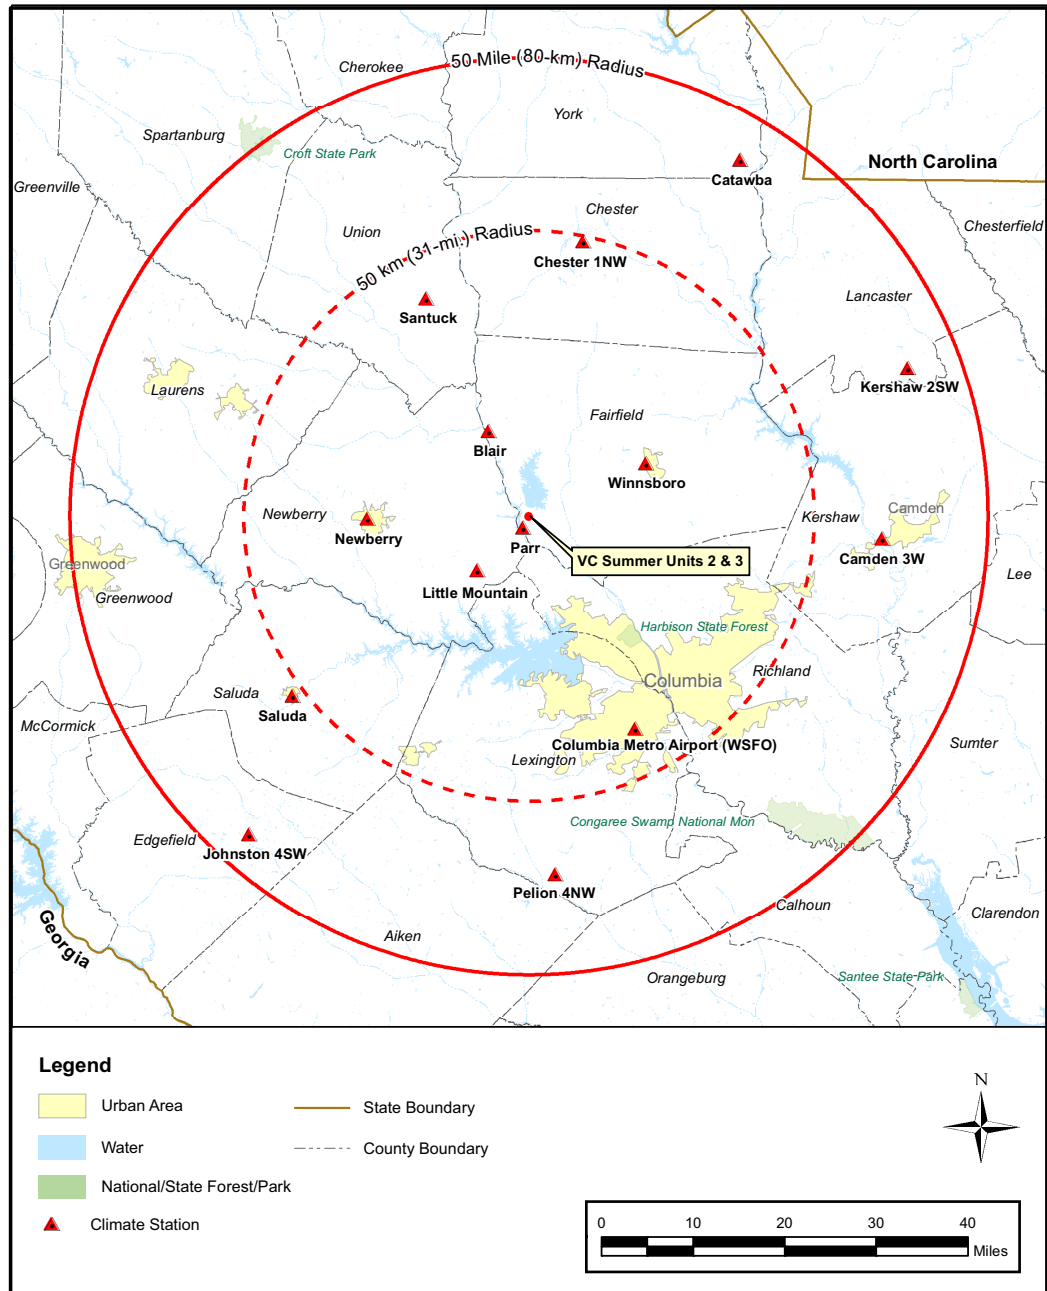 50 Mile (80-km) Radius
Cherokee
York
Spartanburg
Croft State Park
North Carolina
Catawba
Greenville
Chester
Chesterfield
Union
50 km (31-mi.) Radius
Chester 1NW
Lancaster
Santuck
Kershaw 2SW
Laurens
Fairfield
Blair
Winnsboro
Newberry
Kershaw
Camden
Newberry
Parr
VC Summer Units 2 & 3
Camden 3W
Greenwood
Lee
Greenwood
Little Mountain
Harbison State Forest
Richland
Columbia
Saluda
Saluda
McCormick
Columbia Metro Airport (WSFO)
Lexington
Sumter
Congaree Swamp National Mon
Edgefield
Johnston 4SW
Pelion 4NW
Calhoun
Clarendon
Georgia
Aiken
Orangeburg
Santee State Park
Legend
Urban Area
State Boundary
Water
County Boundary
National/State Forest/Park
Climate Station
N
0 10 20 30 40
Miles